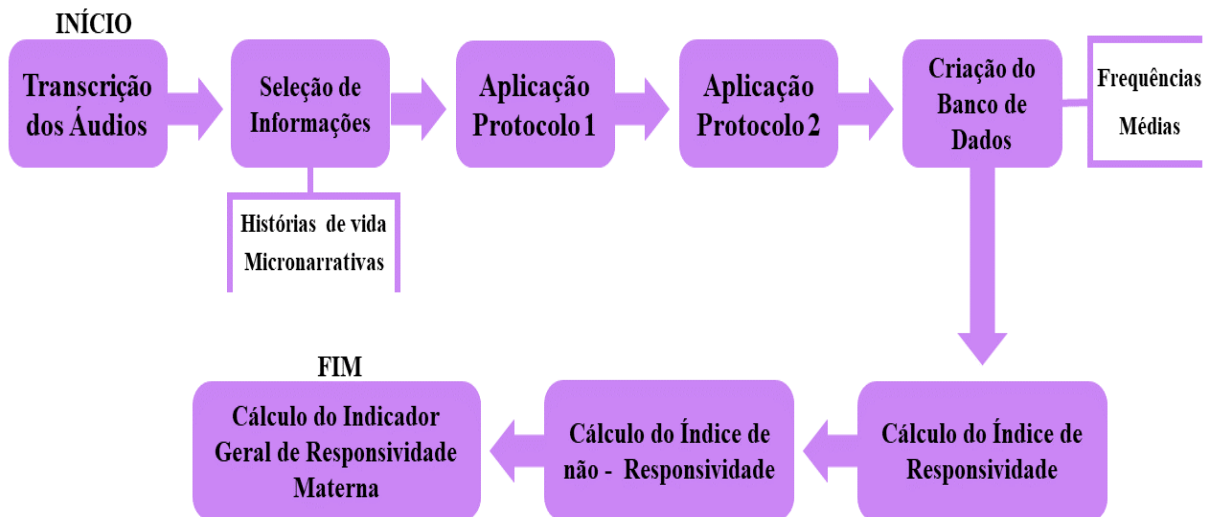 INÍCIO
Transcrição
dos Áudios
Seleção de
Informações
Histórias de vida
Micronarrativas
Aplicação
Protocolo 1
Aplicação
Protocolo 2
Criação do
Banco de
Dados
Frequências
Médias
Cálculo do Índice de
Responsividade
Cálculo do Índice de
não - Responsividade
FIM
Cálculo do Indicador
Geral de Responsividade
Materna